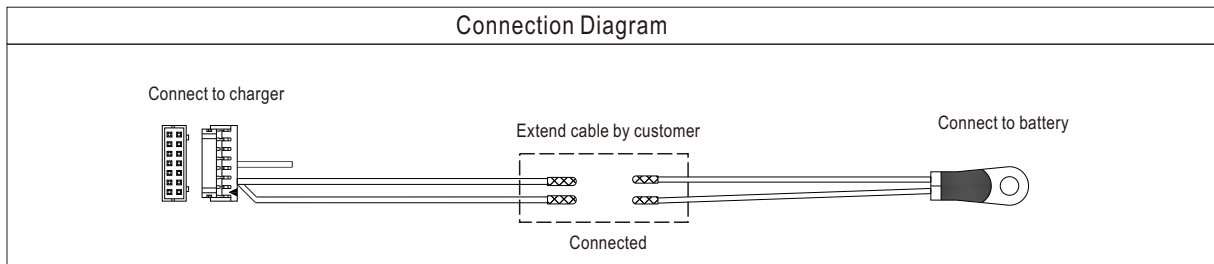 Connection Diagram
Connect to charger
Extend cable by customer
Connect to battery
Connected